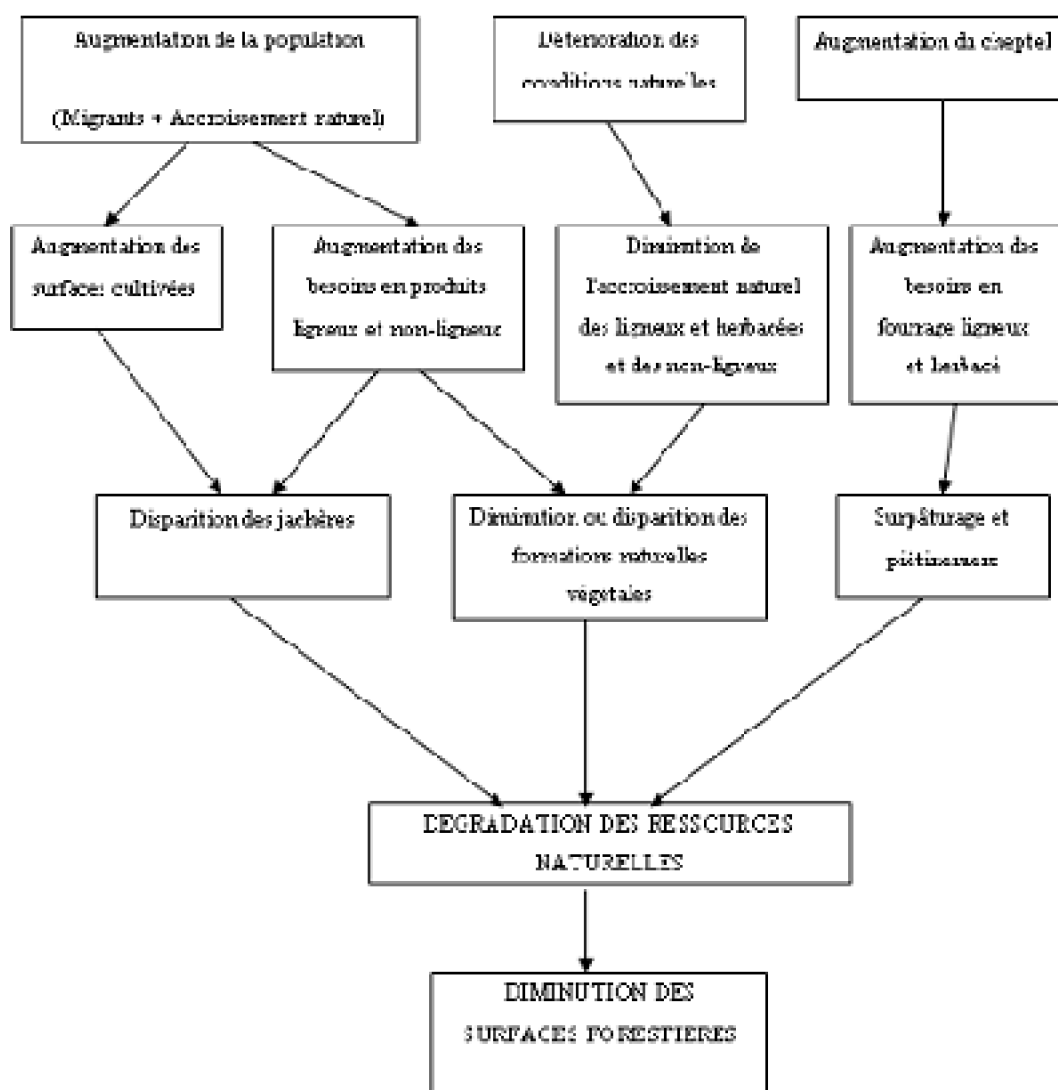 Augmentation de la population
(Migrants + Accroissement naturel)
Détérioration des
conditions naturelles
Augmentation du cheptel
Augmentation des
surfaces cultivées
Augmentation des
besoins en produits
ligneux et non-ligneux
Diminution de
l'accroissement naturel
des ligneux et herbacées
et des non-ligneux
Augmentation des
besoins en
fourrage ligneux
et herbacé
Disparition des jachères
Diminution ou disparition des
formations naturelles
végétales
Surpâturage et
piétinement
DEGRADATION DES RESSOURCES
NATURELLES
DIMINUTION DES
SURFACES FORESTIERES